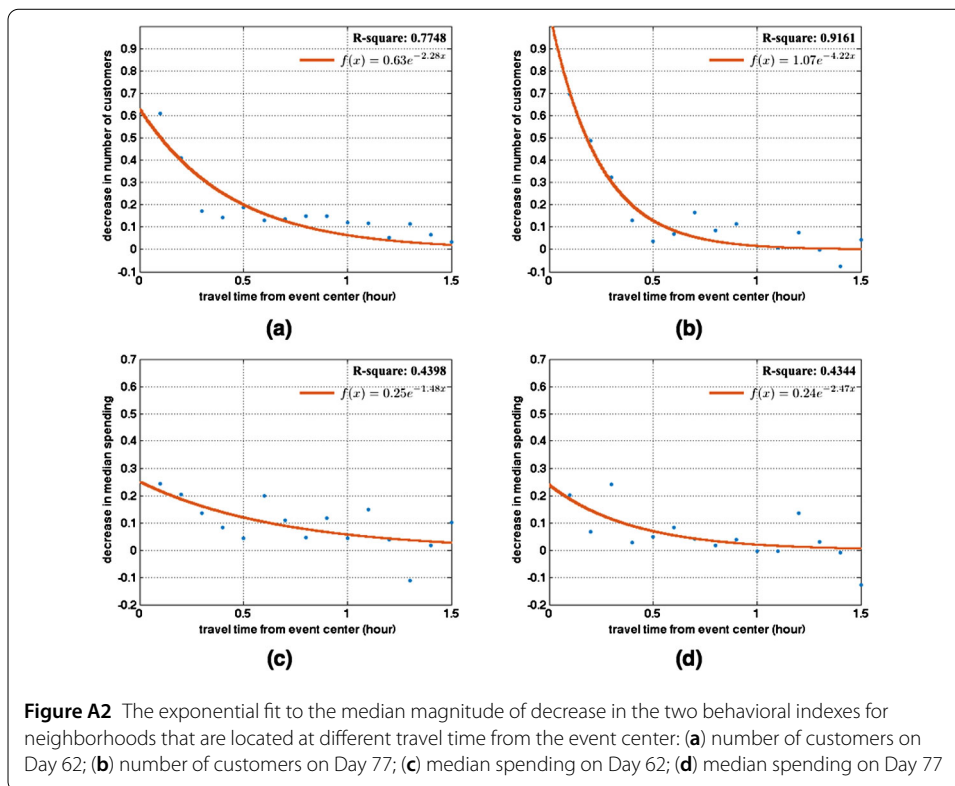 R-square: 0.7748
f(x) = 0.63e^{-2.28x}
0.9
0.8
0.7
0.6
0.5
0.4
0.3
0.2
0.1
0
-0.1
decrease in number of customers
0 0.5 1 1.5
travel time from event center (hour)
(a)
R-square: 0.9161
f(x) = 1.07e^{-4.22x}
0.9
0.8
0.7
0.6
0.5
0.4
0.3
0.2
0.1
0
-0.1
decrease in number of customers
0 0.5 1 1.5
travel time from event center (hour)
(b)
R-square: 0.4398
f(x) = 0.25e^{-1.48x}
0.7
0.6
0.5
0.4
0.3
0.2
0.1
0
-0.1
-0.2
decrease in median spending
0 0.5 1 1.5
travel time from event center (hour)
(c)
R-square: 0.4344
f(x) = 0.24e^{-2.47x}
0.7
0.6
0.5
0.4
0.3
0.2
0.1
0
-0.1
-0.2
decrease in median spending
0 0.5 1 1.5
travel time from event center (hour)
(d)
Figure A2 The exponential fit to the median magnitude of decrease in the two behavioral indexes for
neighborhoods that are located at different travel time from the event center: (a) number of customers on
Day 62; (b) number of customers on Day 77; (c) median spending on Day 62; (d) median spending on Day 77